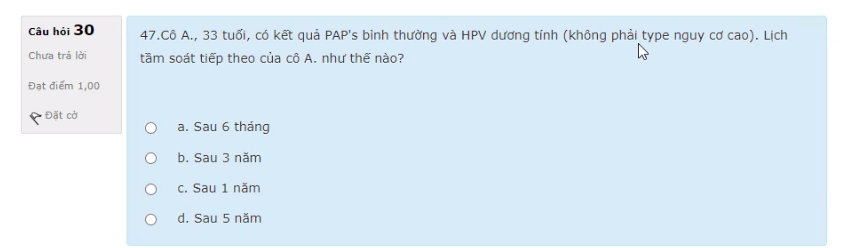 Câu hỏi 30
Chưa trả lời
Đạt điểm 1,00
Đặt cờ
47.Cô A., 33 tuổi, có kết quả PAP's bình thường và HPV dương tính (không phải type nguy cơ cao). Lịch
tầm soát tiếp theo của cô A. như thế nào?
a. Sau 6 tháng
b. Sau 3 năm
c. Sau 1 năm
d. Sau 5 năm